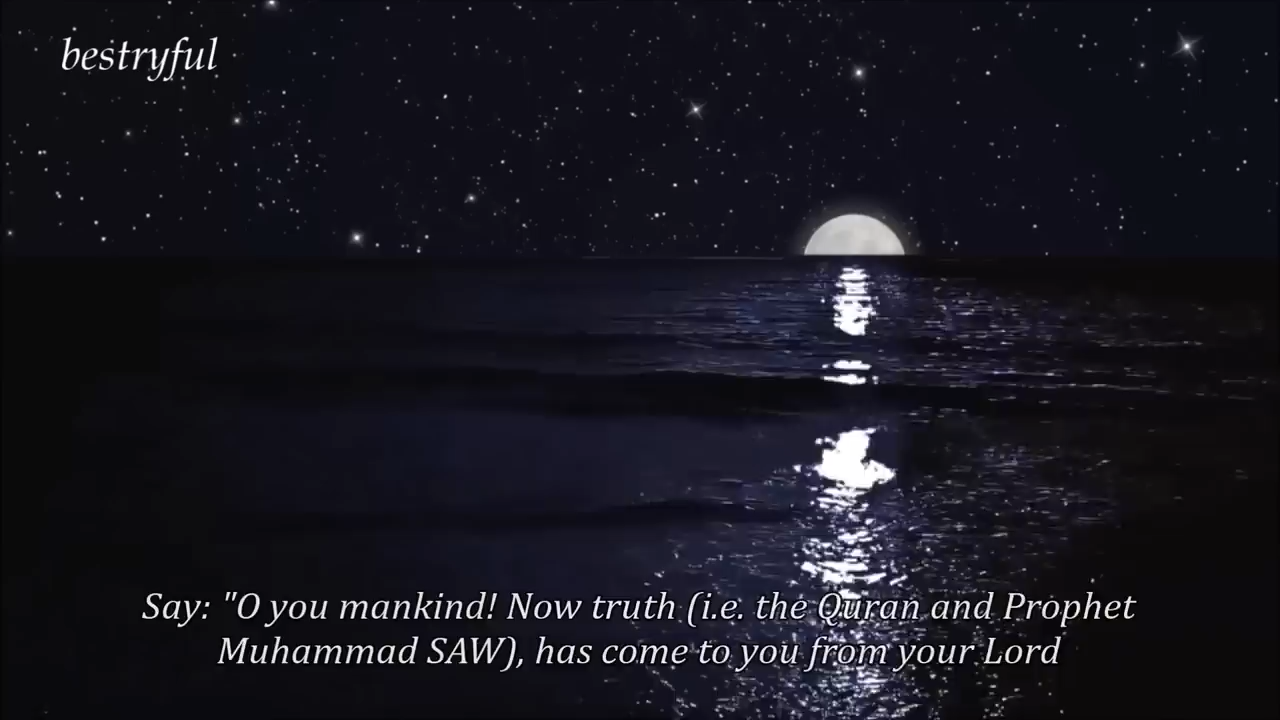 bestryful
Say: "O you mankind! Now truth (i.e. the Quran and Prophet
Muhammad SAW), has come to you from your Lord